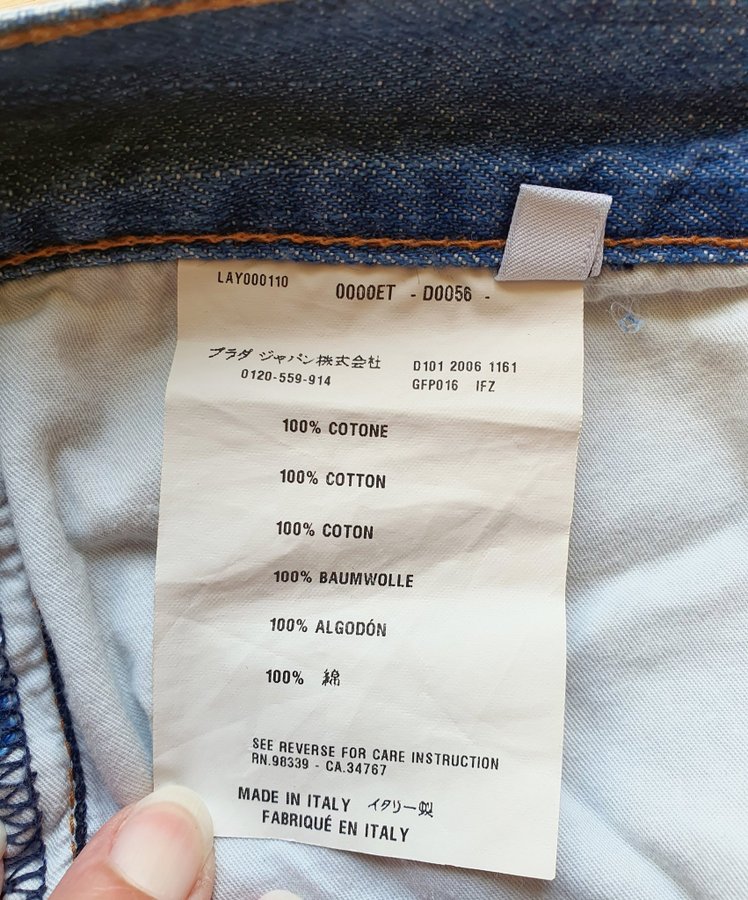 LAY000110
0000ET - D0056 -
プラダ ジャパン株式会社 D101 2006 1161
0120-559-914 GFP016 IFZ
100% COTONE
100% COTTON
100% COTON
100% BAUMWOLLE
100% ALGODÓN
100% 綿
SEE REVERSE FOR CARE INSTRUCTION
RN.98339 - CA.34767
MADE IN ITALY イタリー製
FABRIQUÉ EN ITALY